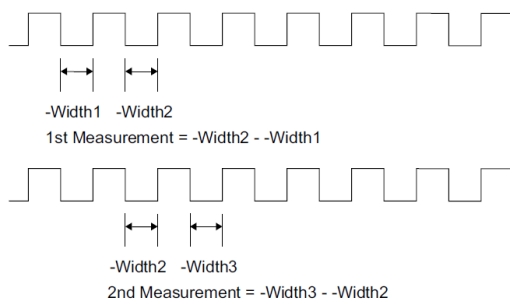 -Width1 -Width2
1st Measurement = -Width2 - -Width1
-Width2 -Width3
2nd Measurement = -Width3 - -Width2